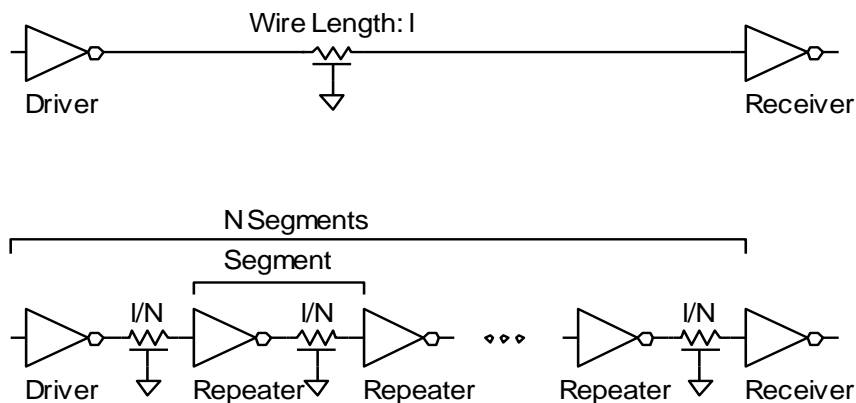 Wire Length: l
Driver
Receiver
N Segments
Segment
l/N
l/N
l/N
Driver
Repeater
Repeater
Repeater
Receiver